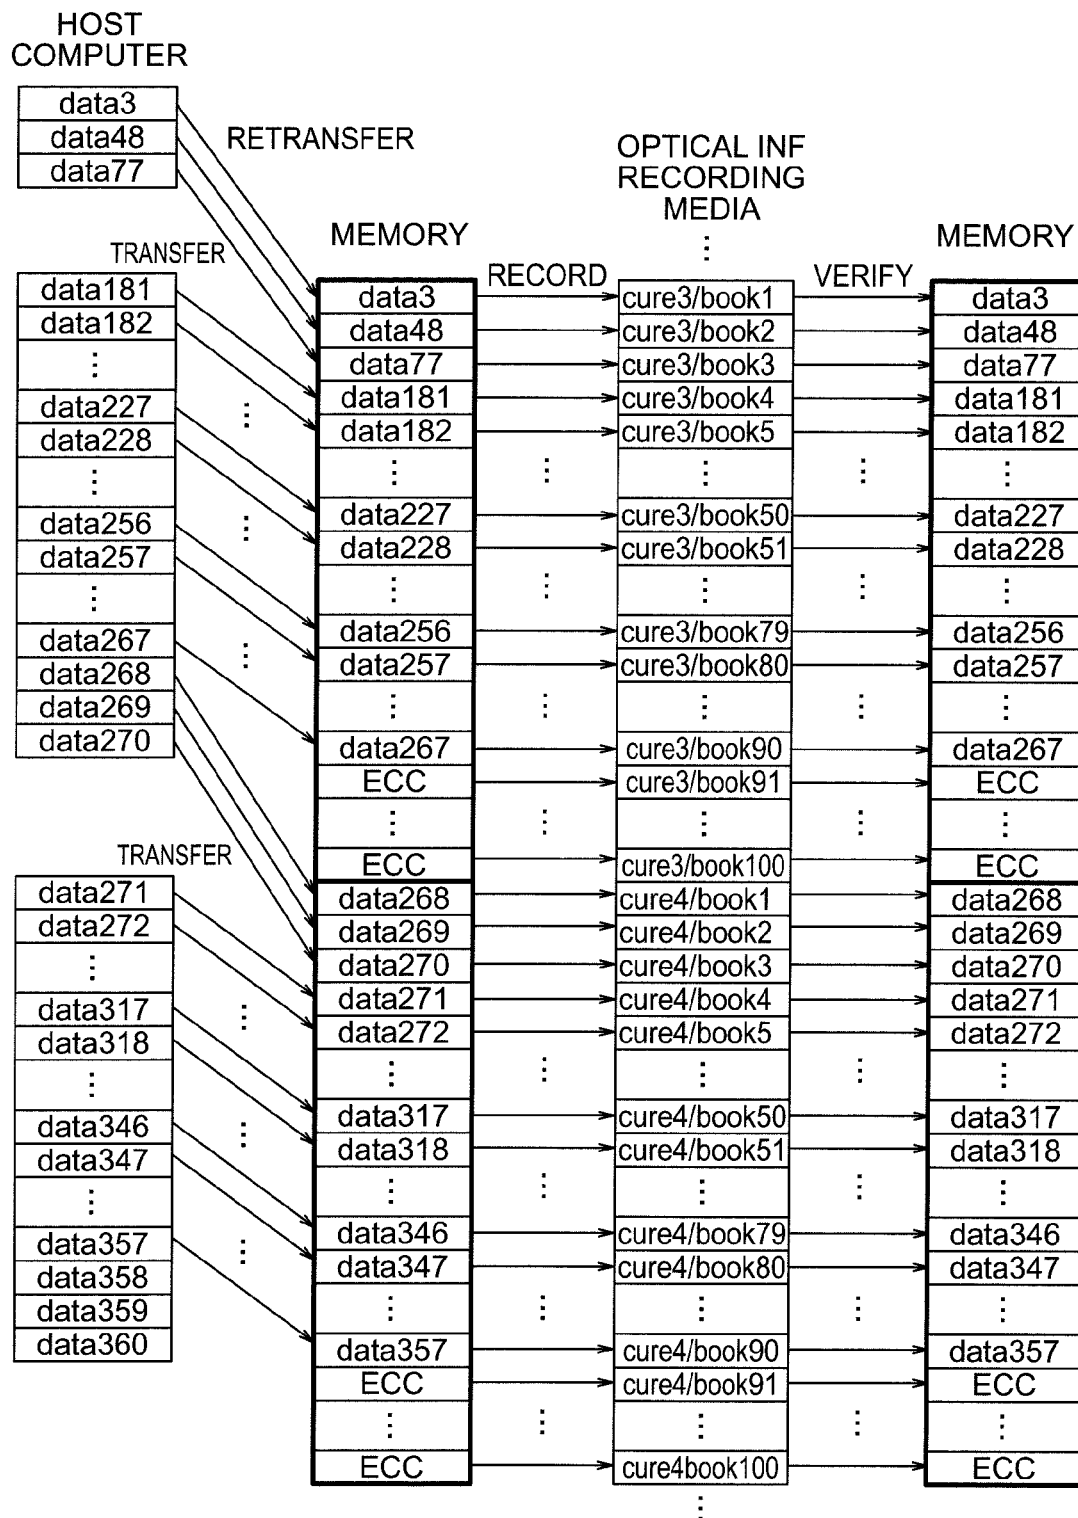 HOST
COMPUTER
data3
data48
data77
RETRANSFER
TRANSFER
data181
data182
⋮
data227
data228
⋮
data256
data257
⋮
data267
data268
data269
data270
TRANSFER
data271
data272
⋮
data317
data318
⋮
data346
data347
⋮
data357
data358
data359
data360
MEMORY
data3
data48
data77
data181
data182
⋮
data227
data228
⋮
data256
data257
⋮
data267
ECC
⋮
ECC
data268
data269
data270
data271
data272
⋮
data317
data318
⋮
data346
data347
⋮
data357
ECC
⋮
ECC
RECORD
OPTICAL INF
RECORDING
MEDIA
⋮
cure3/book1
cure3/book2
cure3/book3
cure3/book4
cure3/book5
⋮
cure3/book50
cure3/book51
⋮
cure3/book79
cure3/book80
⋮
cure3/book90
cure3/book91
⋮
cure3/book100
cure4/book1
cure4/book2
cure4/book3
cure4/book4
cure4/book5
⋮
cure4/book50
cure4/book51
⋮
cure4/book79
cure4/book80
⋮
cure4/book90
cure4/book91
⋮
cure4book100
⋮
VERIFY
MEMORY
data3
data48
data77
data181
data182
⋮
data227
data228
⋮
data256
data257
⋮
data267
ECC
⋮
ECC
data268
data269
data270
data271
data272
⋮
data317
data318
⋮
data346
data347
⋮
data357
ECC
⋮
ECC